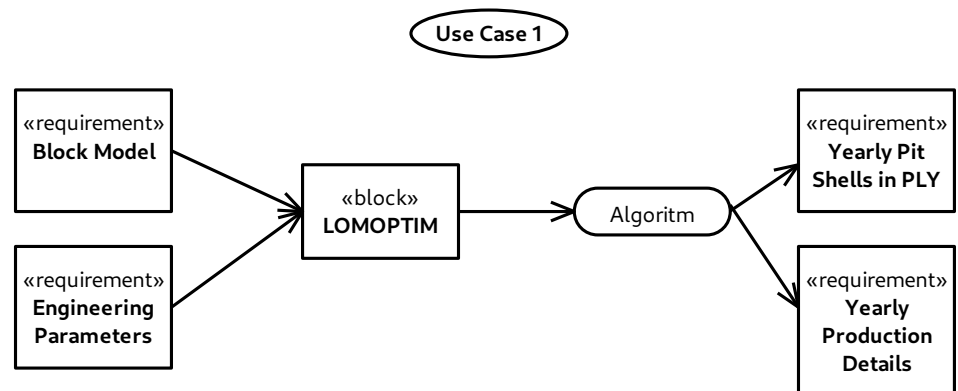 Use Case 1
«requirement»
Block Model
«requirement»
Engineering
Parameters
«block»
LOMOPTIM
Algoritm
«requirement»
Yearly Pit
Shells in PLY
«requirement»
Yearly
Production
Details